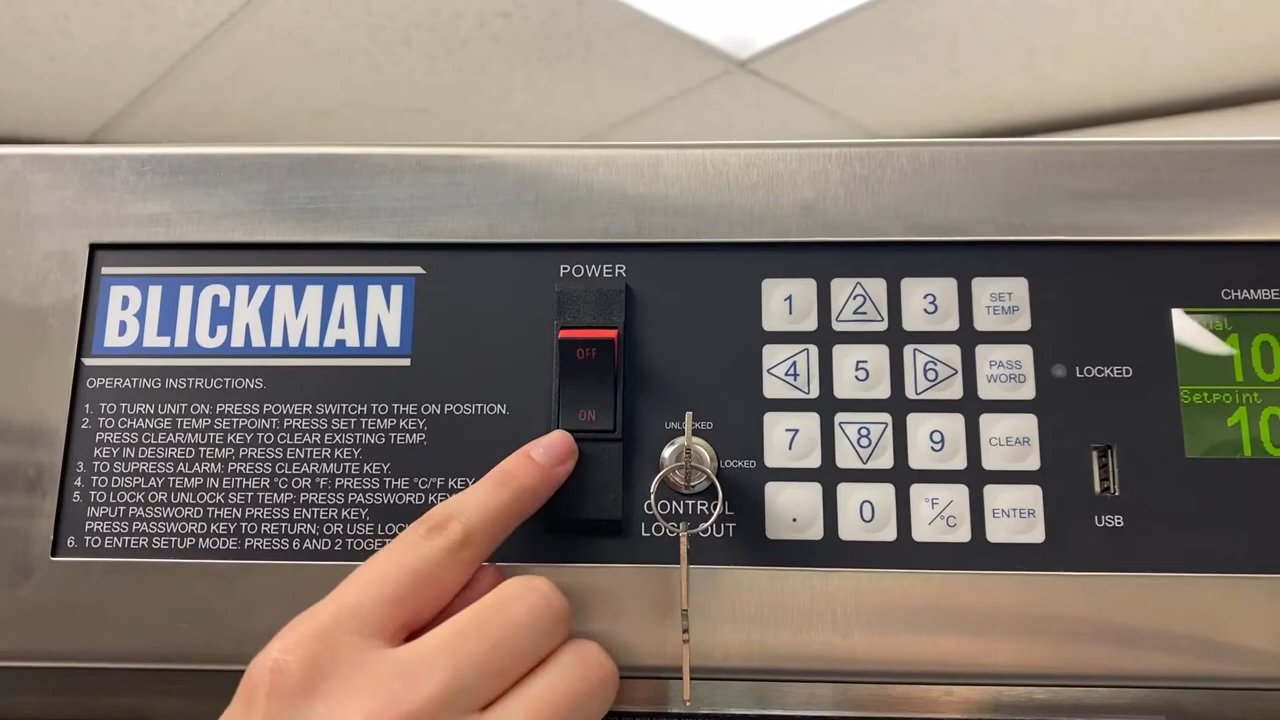 BLICKMAN
OPERATING INSTRUCTIONS.
1. TO TURN UNIT ON: PRESS POWER SWITCH TO THE ON POSITION.
2. TO CHANGE TEMP SETPOINT: PRESS SET TEMP KEY,
PRESS CLEAR/MUTE KEY TO CLEAR EXISTING TEMP,
KEY IN DESIRED TEMP, PRESS ENTER KEY.
3. TO SUPRESS ALARM: PRESS CLEAR/MUTE KEY.
4. TO DISPLAY TEMP IN EITHER °C OR °F: PRESS THE °C/°F KEY
5. TO LOCK OR UNLOCK SET TEMP: PRESS PASSWORD KEY
INPUT PASSWORD THEN PRESS ENTER KEY,
PRESS PASSWORD KEY TO RETURN; OR USE
6. TO ENTER SETUP MODE: PRESS 6 AND 2
POWER
OFF
ON
UNLOCKED
LOCKED
CONTROL
LOCKOUT
1 2 3 SET TEMP
4 5 6 PASS WORD
7 8 9 CLEAR
. 0 °F/°C ENTER
LOCKED
USB
Setpoint
10